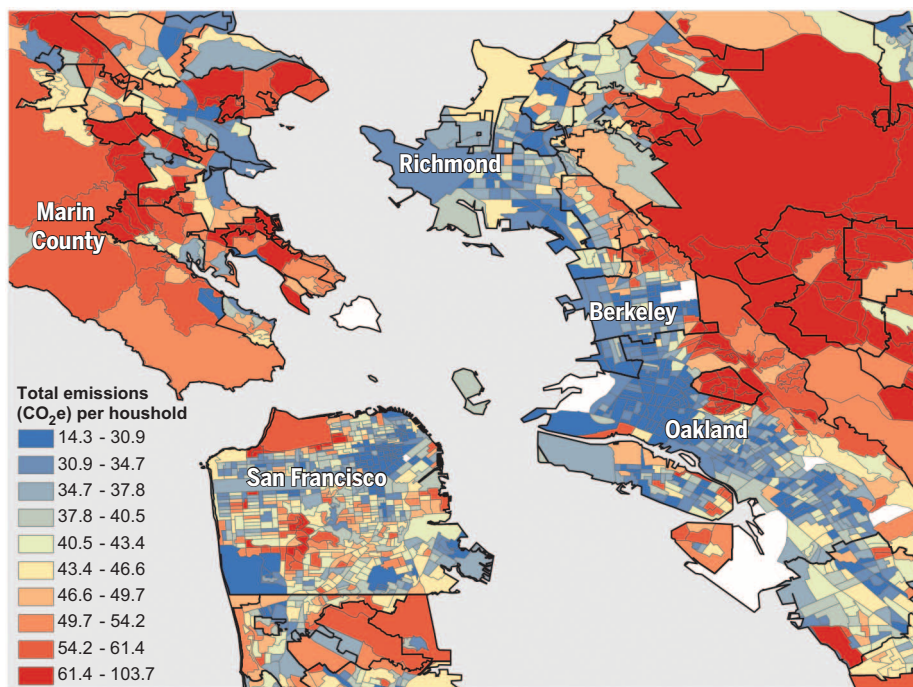 Richmond
Marin
County
Berkeley
Total emissions
(CO₂e) per houshold
14.3 - 30.9
30.9 - 34.7
34.7 - 37.8
37.8 - 40.5
40.5 - 43.4
43.4 - 46.6
46.6 - 49.7
49.7 - 54.2
54.2 - 61.4
61.4 - 103.7
Oakland
San Francisco